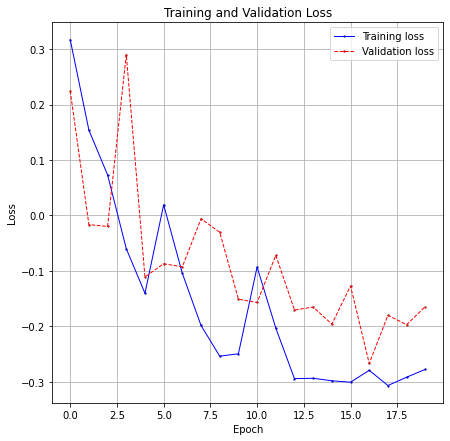 Training and Validation Loss
Training loss
Validation loss
0.3
0.2
0.1
0.0
−0.1
−0.2
−0.3
Loss
0.0 2.5 5.0 7.5 10.0 12.5 15.0 17.5
Epoch